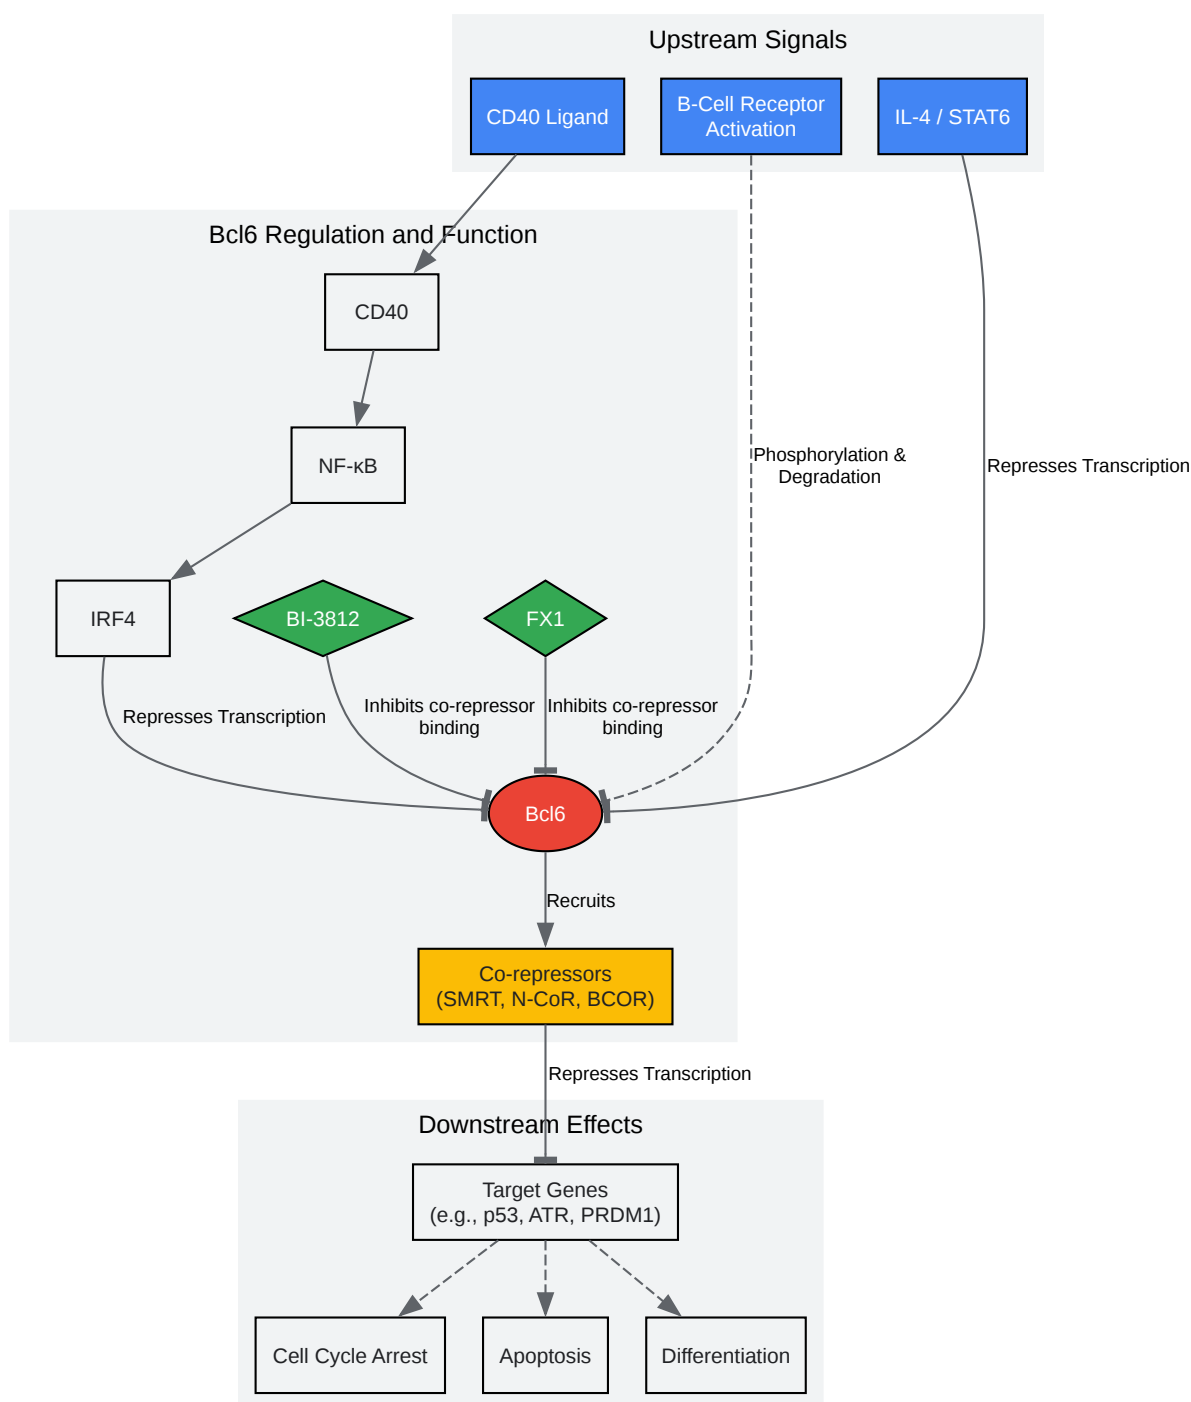 Upstream Signals
CD40 Ligand
B-Cell Receptor
Activation
IL-4 / STAT6
Bcl6 Regulation and Function
CD40
NF-κB
Phosphorylation &
Degradation
Represses Transcription
IRF4
BI-3812
FX1
Represses Transcription
Inhibits co-repressor
binding
Inhibits co-repressor
binding
Bcl6
Recruits
Co-repressors
(SMRT, N-CoR, BCOR)
Represses Transcription
Downstream Effects
Target Genes
(e.g., p53, ATR, PRDM1)
Cell Cycle Arrest
Apoptosis
Differentiation